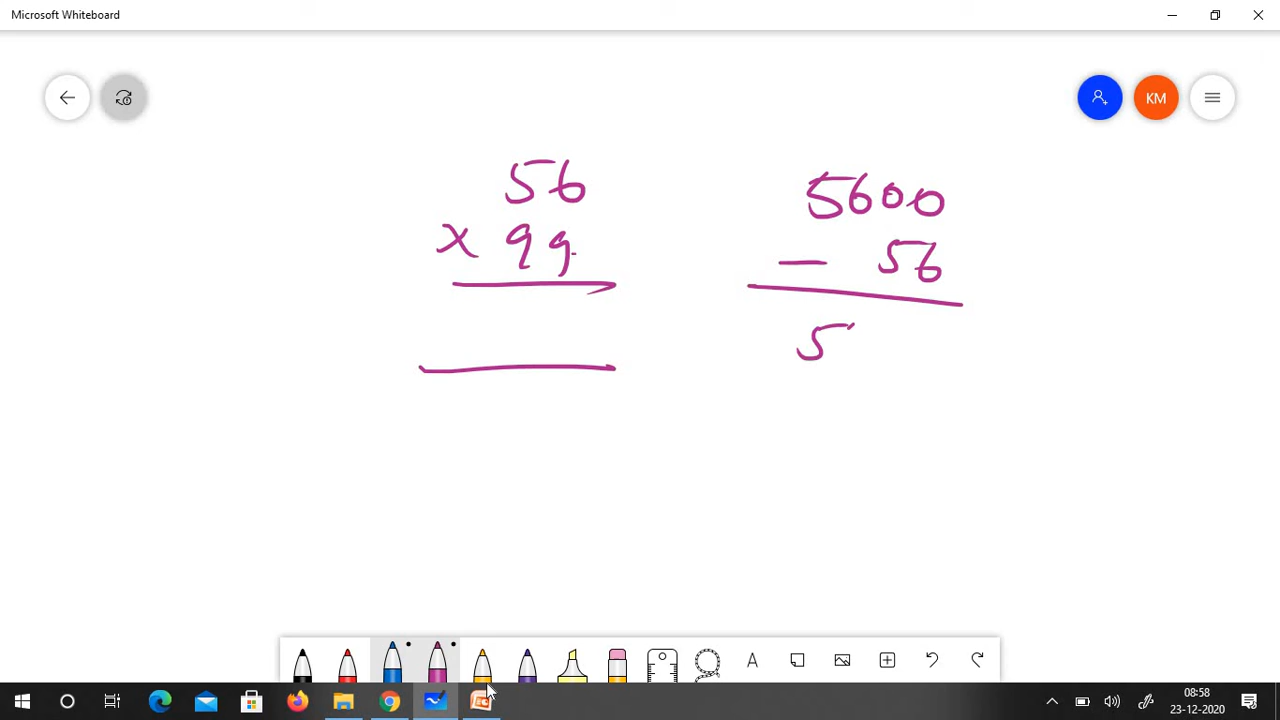 Microsoft Whiteboard
KM
56
× 99
5600
— 56
5
A
08:58
23-12-2020